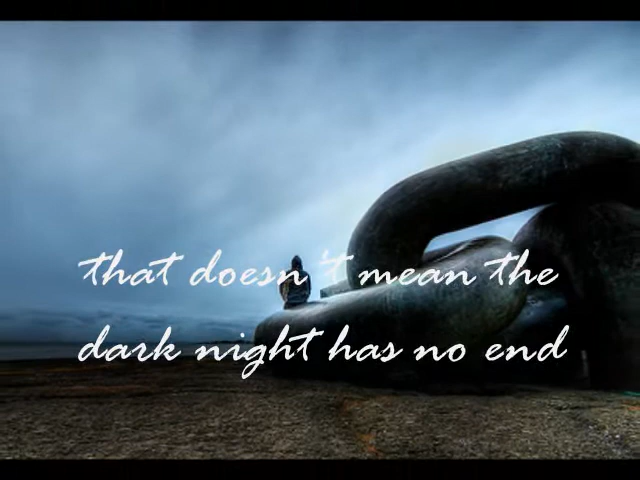 that doesn't mean the
dark night has no end